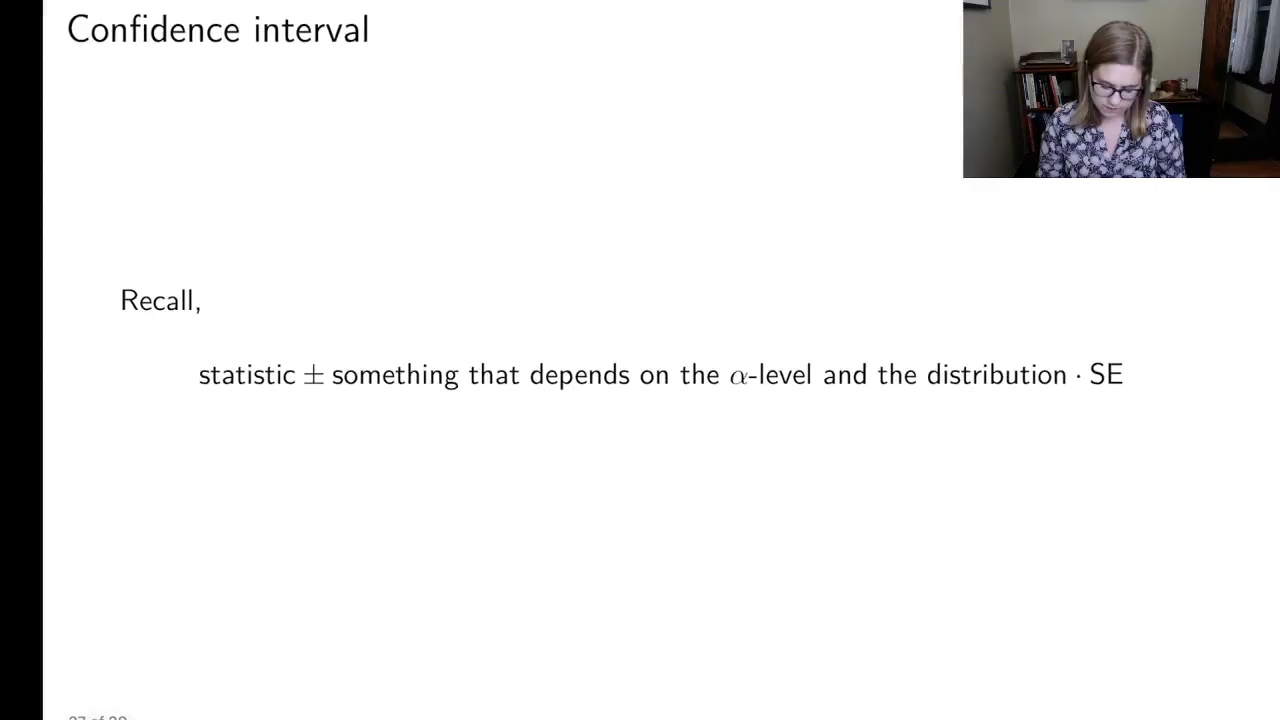 Confidence interval
Recall,
statistic ± something that depends on the α-level and the distribution · SE